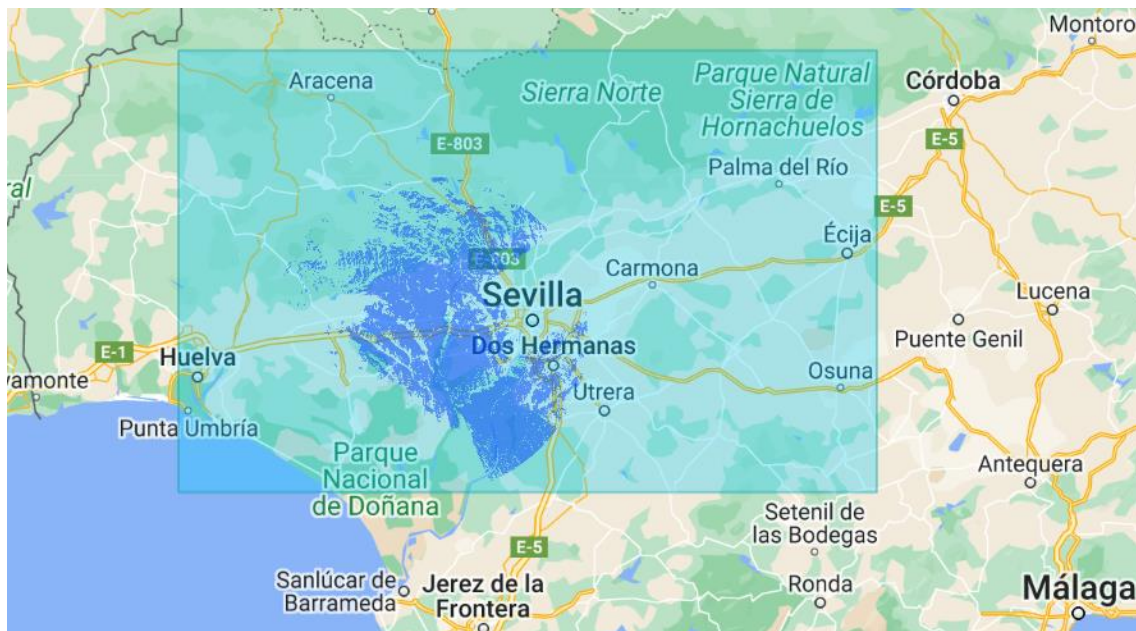 Montoro
Aracena
Sierra Norte
Parque Natural
Sierra de
Hornachuelos
Córdoba
E-803
E-5
Palma del Río
ral
E-5
Écija
E-803
Carmona
Sevilla
Lucena
Puente Genil
E-1
Huelva
Dos Hermanas
yamonte
Osuna
Utrera
Punta Umbría
Parque
Nacional
de Doñana
Antequera
Setenil de
las Bodegas
E-5
Sanlúcar de
Barrameda
Jerez de la
Frontera
Ronda
Málaga